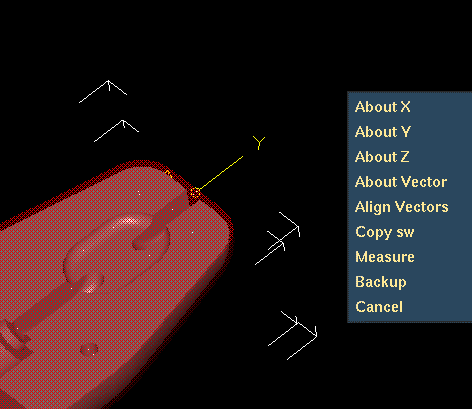 Y
About X
About Y
About Z
About Vector
Align Vectors
Copy sw
Measure
Backup
Cancel